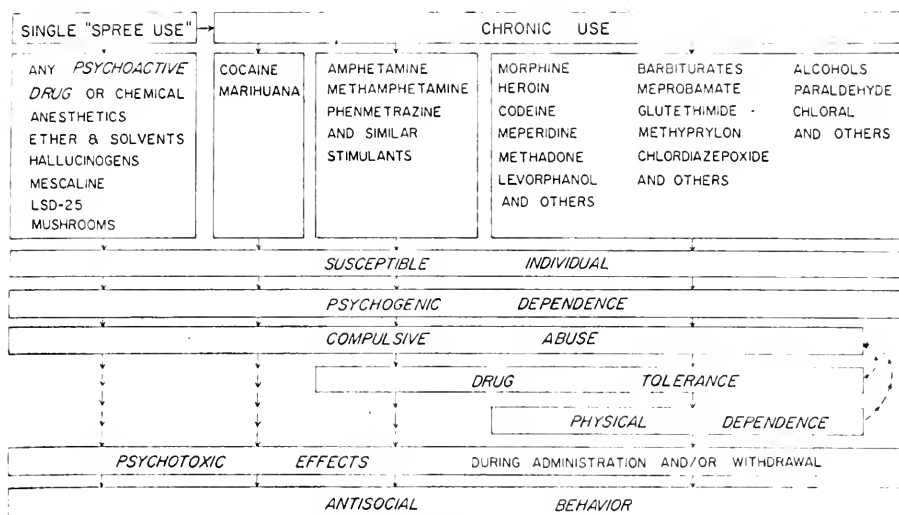 SINGLE "SPREE USE"
CHRONIC USE
ANY PSYCHOACTIVE
DRUG OR CHEMICAL
ANESTHETICS
ETHER & SOLVENTS
HALLUCINOGENS
MESCALINE
LSD-25
MUSHROOMS
COCAINE
MARIHUANA
AMPHETAMINE
METHAMPHETAMINE
PHENMETRAZINE
AND SIMILAR
STIMULANTS
MORPHINE
HEROIN
CODEINE
MEPERIDINE
METHADONE
LEVORPHANOL
AND OTHERS
BARBITURATES
MEPROBAMATE
GLUTETHIMIDE
METHYPRYLON
CHLORDIAZEPOXIDE
AND OTHERS
ALCOHOLS
PARALDEHYDE
CHLORAL
AND OTHERS
SUSCEPTIBLE INDIVIDUAL
PSYCHOGENIC DEPENDENCE
COMPULSIVE ABUSE
DRUG TOLERANCE
PHYSICAL DEPENDENCE
PSYCHOTOXIC EFFECTS DURING ADMINISTRATION AND/OR WITHDRAWAL
ANTISOCIAL BEHAVIOR